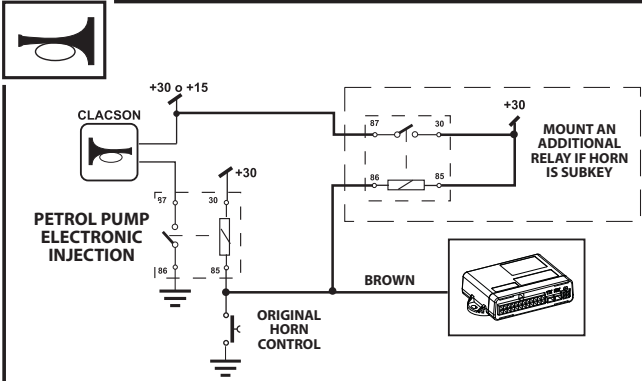 +30 o +15
CLACSON
87
30
+30
MOUNT AN
ADDITIONAL
RELAY IF HORN
IS SUBKEY
86
85
+30
87
30
PETROL PUMP
ELECTRONIC
INJECTION
86
85
BROWN
ORIGINAL
HORN
CONTROL